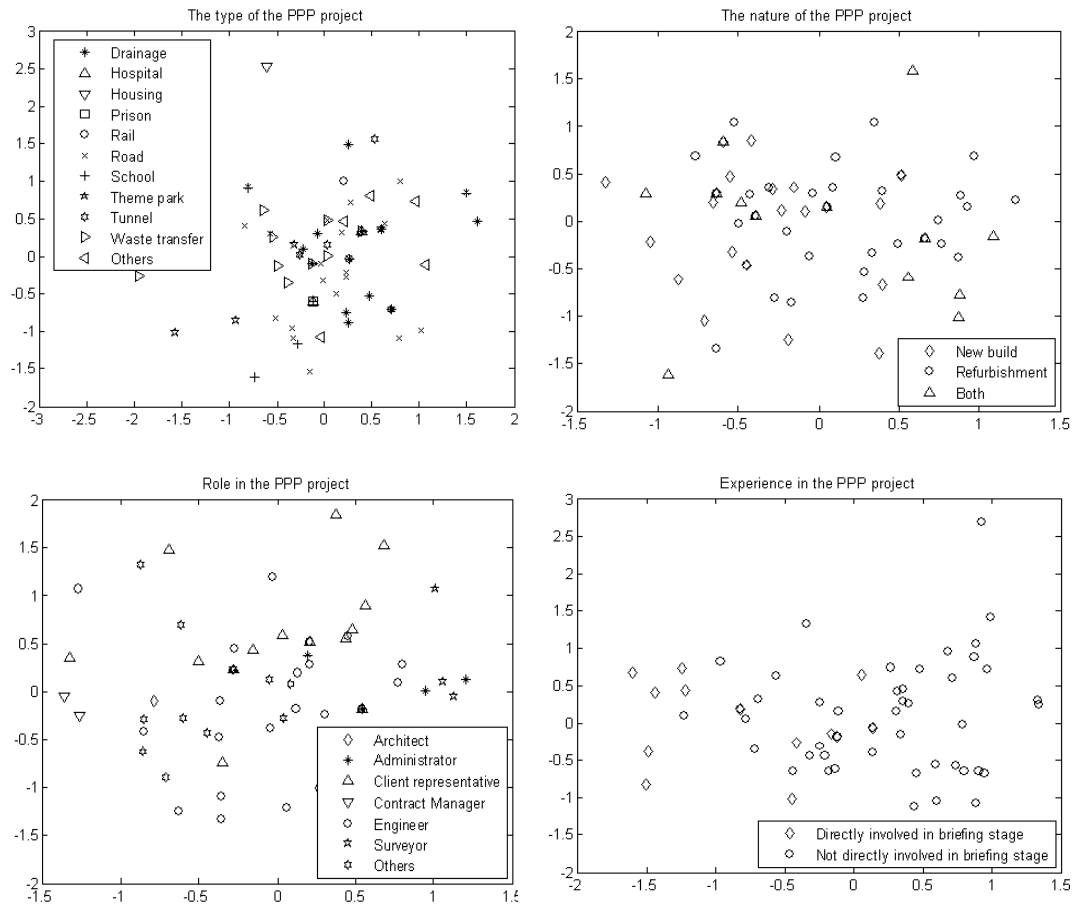 The type of the PPP project
3
2.5
2
1.5
1
0.5
0
-0.5
-1
-1.5
-2
-3
-2.5
-2
-1.5
-1
-0.5
0
0.5
1
1.5
2
Drainage
Hospital
Housing
Prison
Rail
Road
School
Theme park
Tunnel
Waste transfer
Others
The nature of the PPP project
2
1.5
1
0.5
0
-0.5
-1
-1.5
-2
-1.5
-1
-0.5
0
0.5
1
1.5
New build
Refurbishment
Both
Role in the PPP project
2
1.5
1
0.5
0
-0.5
-1
-1.5
-2
-1.5
-1
-0.5
0
0.5
1
1.5
Architect
Administrator
Client representative
Contract Manager
Engineer
Surveyor
Others
Experience in the PPP project
3
2.5
2
1.5
1
0.5
0
-0.5
-1
-1.5
-2
-2
-1.5
-1
-0.5
0
0.5
1
1.5
Directly involved in briefing stage
Not directly involved in briefing stage